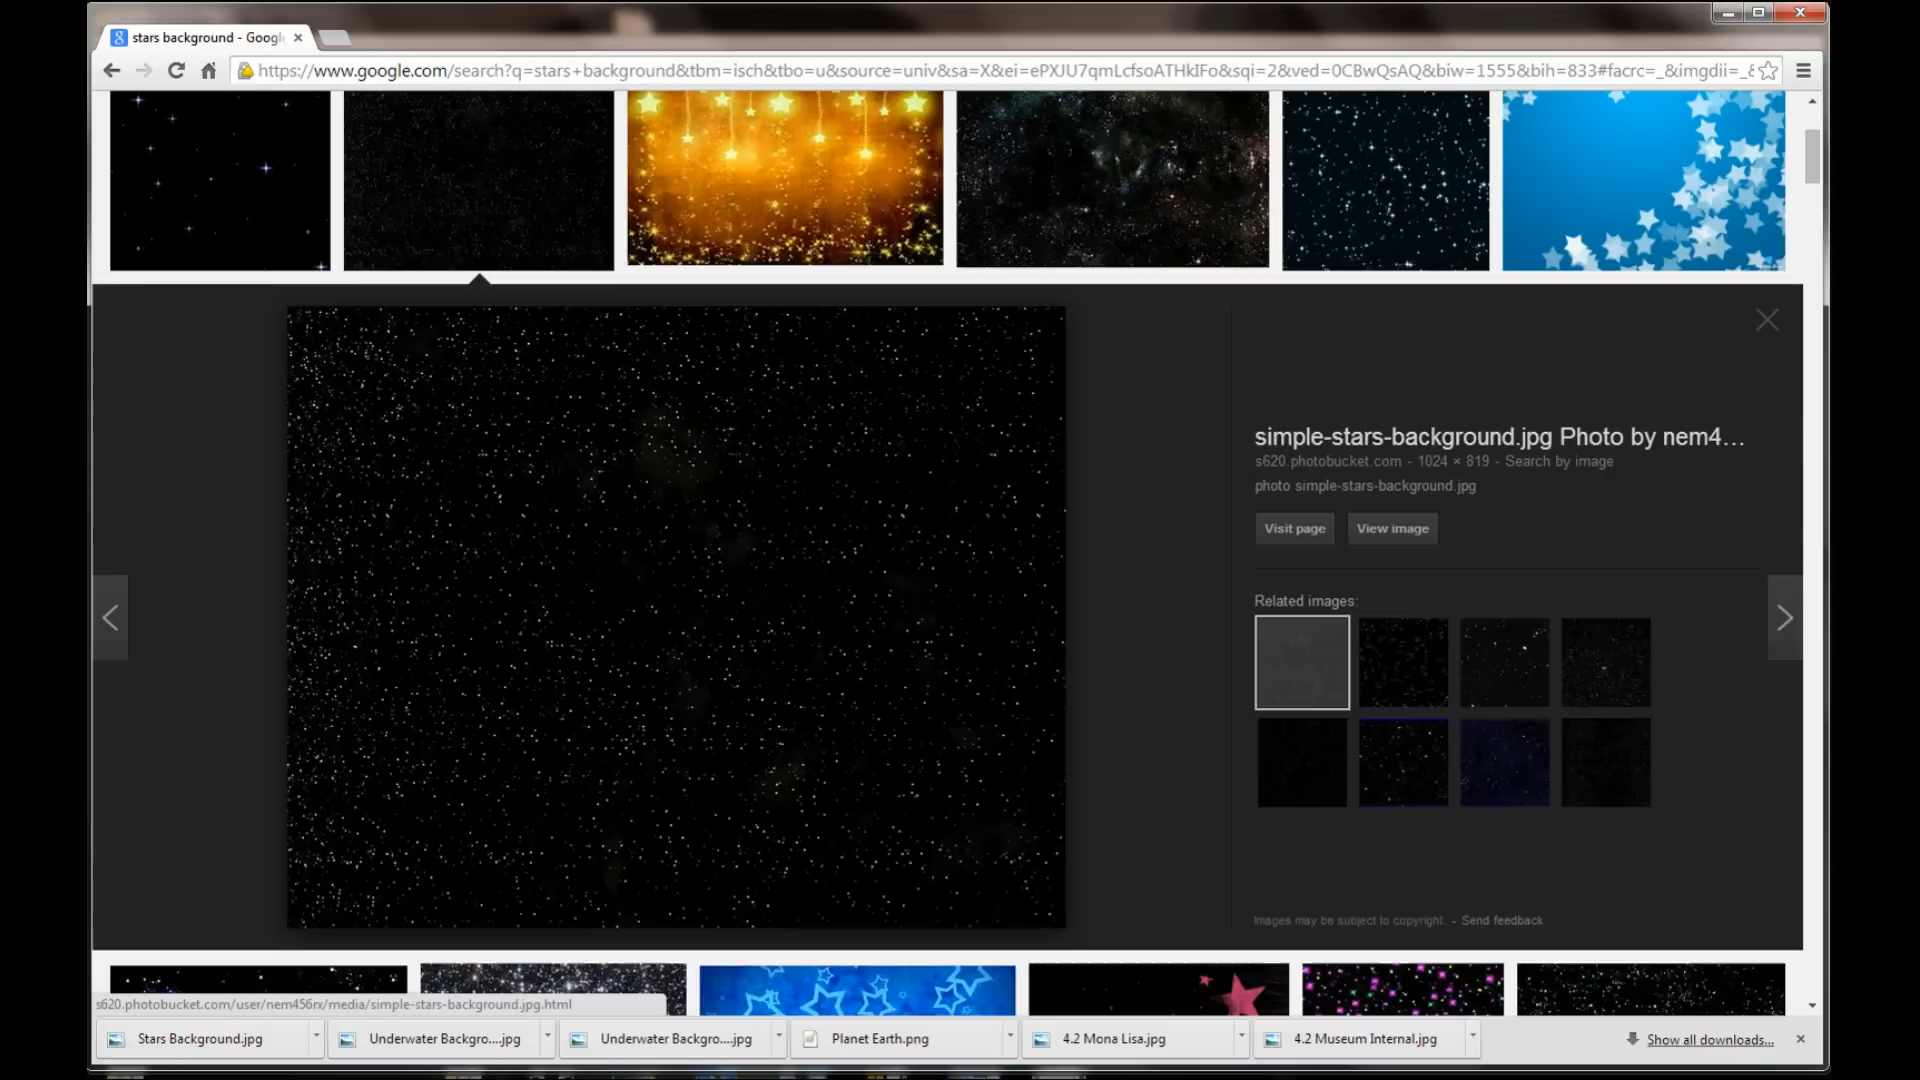 stars background - Googl
https://www.google.com/search?q=stars+background&tbm=isch&tbo=u&source=univ&sa=X&ei=ePXJU7qmLcfsoATHkIFo&sqi=2&ved=0CBwQsAQ&biw=1555&bih=833#facrc=_&imgdii=_
simple-stars-background.jpg Photo by nem4...
s620.photobucket.com - 1024 × 819 - Search by image
photo simple-stars-background.jpg
Visit page View image
Related images:
Images may be subject to copyright. - Send feedback
s620.photobucket.com/user/nem456rx/media/simple-stars-background.jpg.html
Stars Background.jpg Underwater Backgro....jpg Underwater Backgro....jpg Planet Earth.png 4.2 Mona Lisa.jpg 4.2 Museum Internal.jpg Show all downloads...